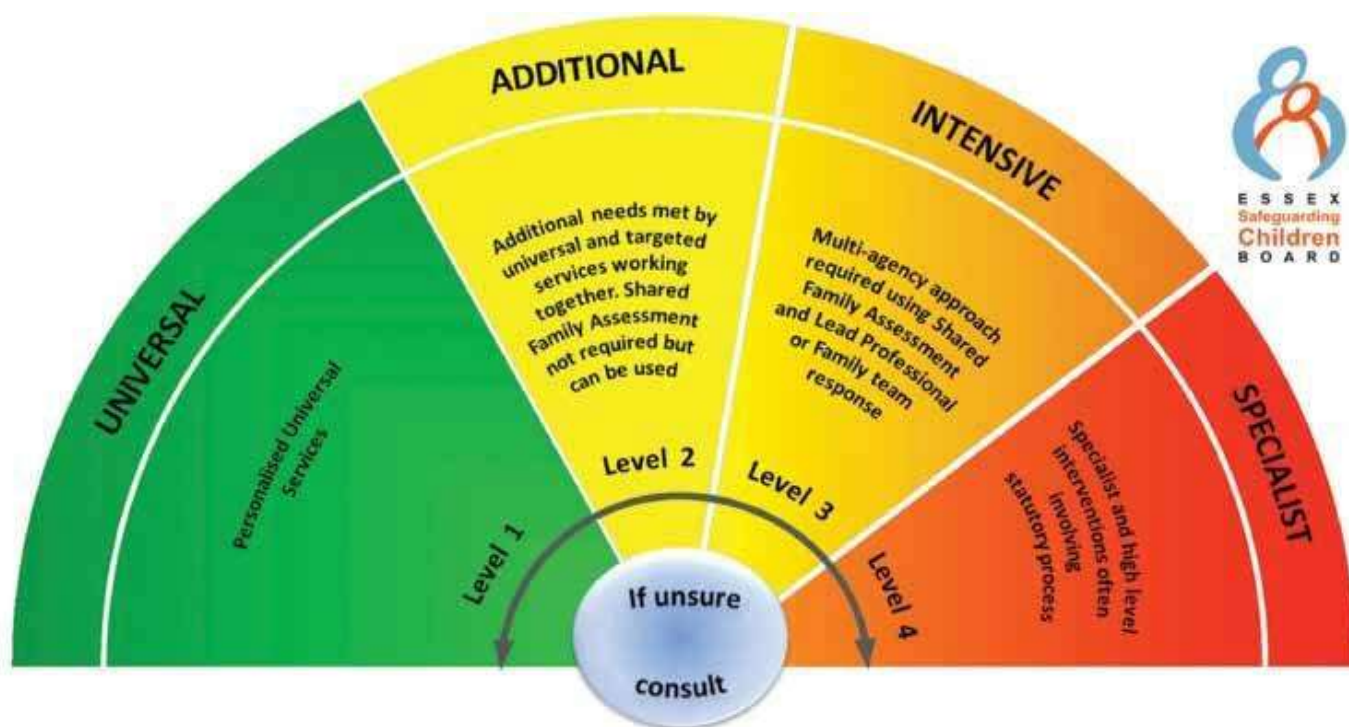 UNIVERSAL
Personalised Universal
Services
Level 1
ADDITIONAL
Additional needs met by
universal and targeted
services working
together. Shared
Family Assessment
not required but
can be used
Level 2
INTENSIVE
Multi-agency approach
required using Shared
Family Assessment
and Lead Professional
or Family team
response
Level 3
SPECIALIST
Specialist and high level
interventions often
involving
statutory process
Level 4
If unsure
consult
ESSEX
Safeguarding
Children
BOARD